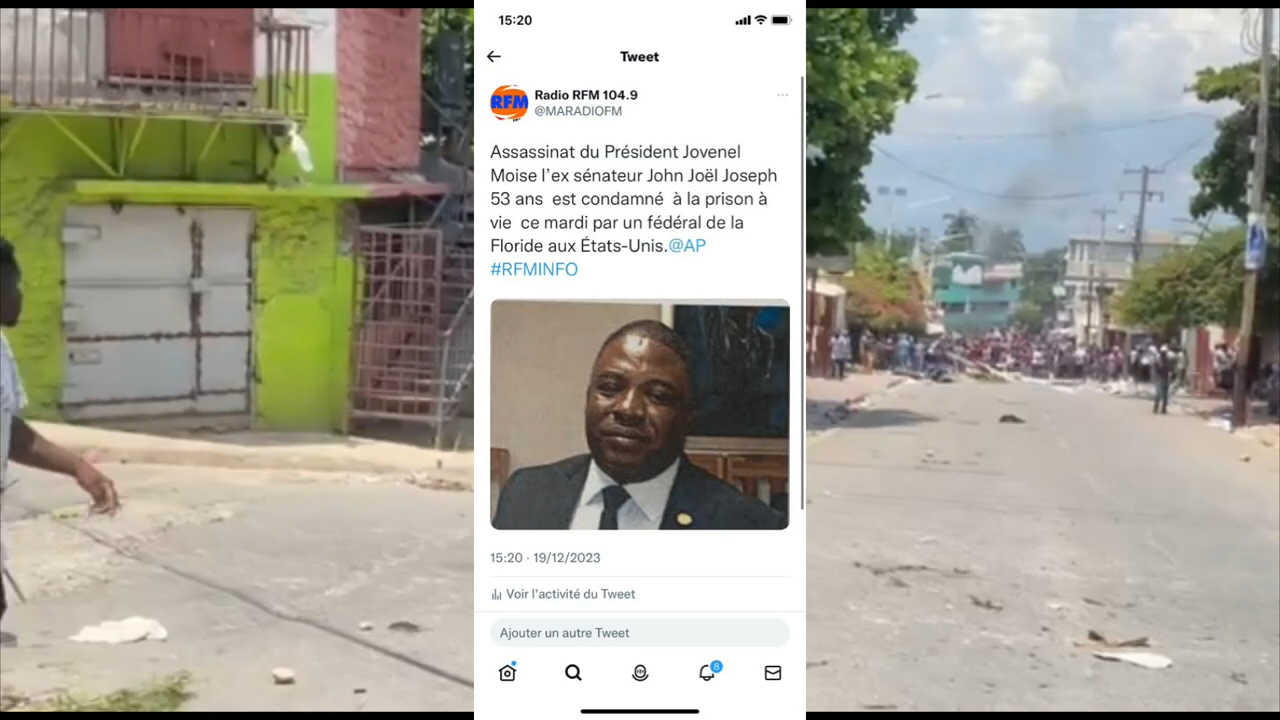 15:20
Tweet
RFM
Radio RFM 104.9
@MARADIOFM
Assassinat du Président Jovenel
Moise l'ex sénateur John Joël Joseph
53 ans est condamné à la prison à
vie ce mardi par un fédéral de la
Floride aux États-Unis.@AP
#RFMINFO
15:20 · 19/12/2023
Voir l'activité du Tweet
Ajouter un autre Tweet
8